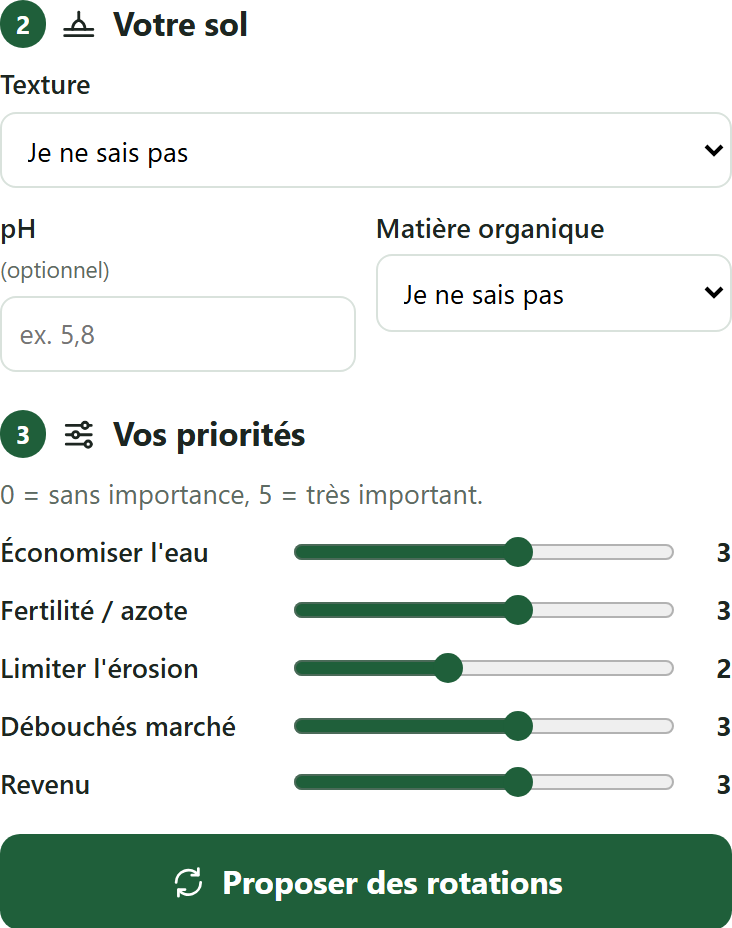 2 Votre sol
Texture
Je ne sais pas
pH
(optionnel)
ex. 5,8
Matière organique
Je ne sais pas
3 Vos priorités
0 = sans importance, 5 = très important.
Économiser l'eau 3
Fertilité / azote 3
Limiter l'érosion 2
Débouchés marché 3
Revenu 3
Proposer des rotations